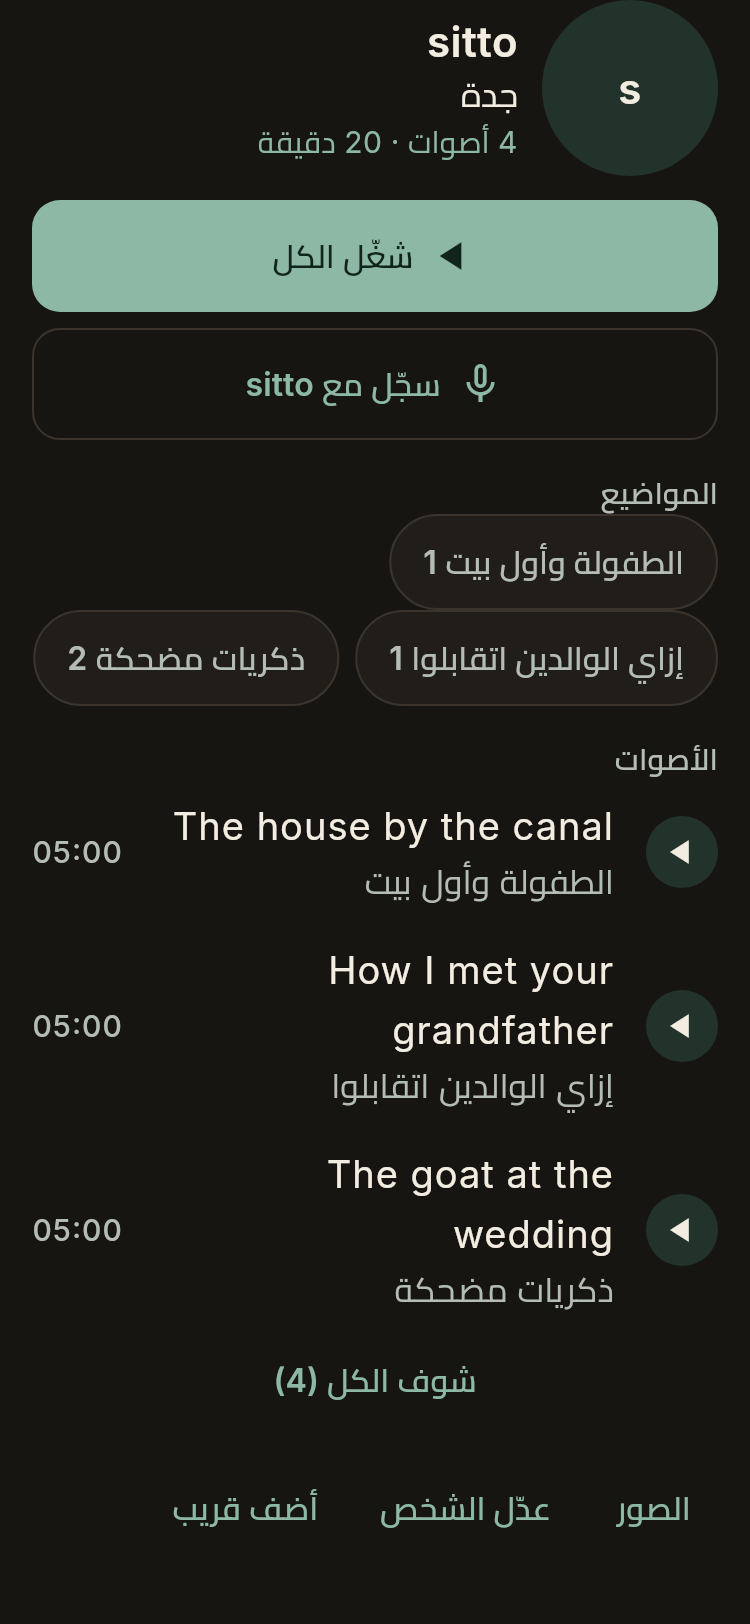 s
sitto
جدة
4 أصوات · 20 دقيقة
شغّل الكل
سجّل مع sitto
المواضيع
الطفولة وأول بيت 1
إزاي الوالدين اتقابلوا 1
ذكريات مضحكة 2
الأصوات
The house by the canal
الطفولة وأول بيت
05:00
How I met your
grandfather
إزاي الوالدين اتقابلوا
05:00
The goat at the
wedding
ذكريات مضحكة
05:00
شوف الكل (4)
الصور
عدّل الشخص
أضف قريب